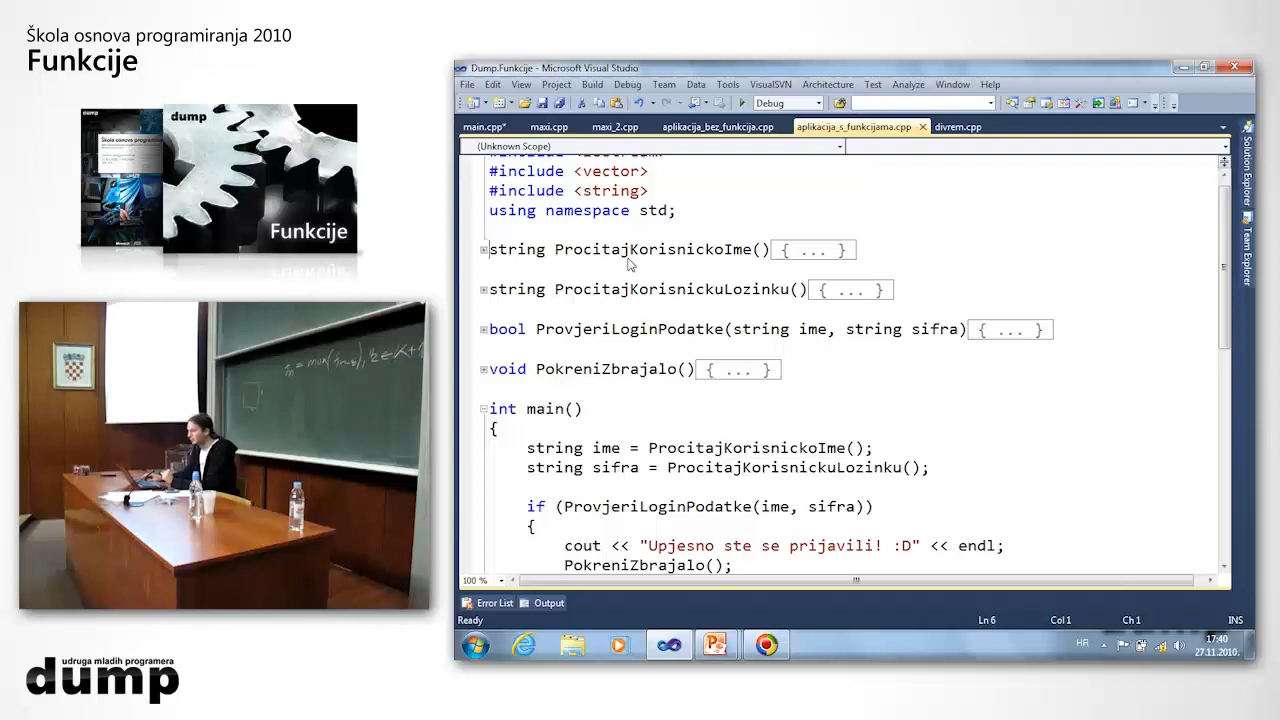 Škola osnova programiranja 2010
Funkcije
dump
dump
Funkcije
Dump.Funkcije - Microsoft Visual Studio
File Edit View Project Build Debug Team Data Tools VisualSVN Architecture Test Analyze Window Help
Debug
main.cpp* maxi.cpp maxi_2.cpp aplikacija_bez_funkcija.cpp aplikacija_s_funkcijama.cpp divrem.cpp
(Unknown Scope)
#include <vector>
#include <string>
using namespace std;
string ProcitajKorisnickoIme(){ ... }
string ProcitajKorisnickuLozinku(){ ... }
bool ProvjeriLoginPodatke(string ime, string sifra){ ... }
void PokreniZbrajalo(){ ... }
int main()
{
string ime = ProcitajKorisnickoIme();
string sifra = ProcitajKorisnickuLozinku();
if (ProvjeriLoginPodatke(ime, sifra))
{
cout << "Upjesno ste se prijavili! :D" << endl;
PokreniZbrajalo();
100 %
Solution Explorer
Team Explorer
Error List Output
Ready Ln 6 Col 1 Ch 1 INS
HR 17:40
27.11.2010.
udruga mladih programera
dump